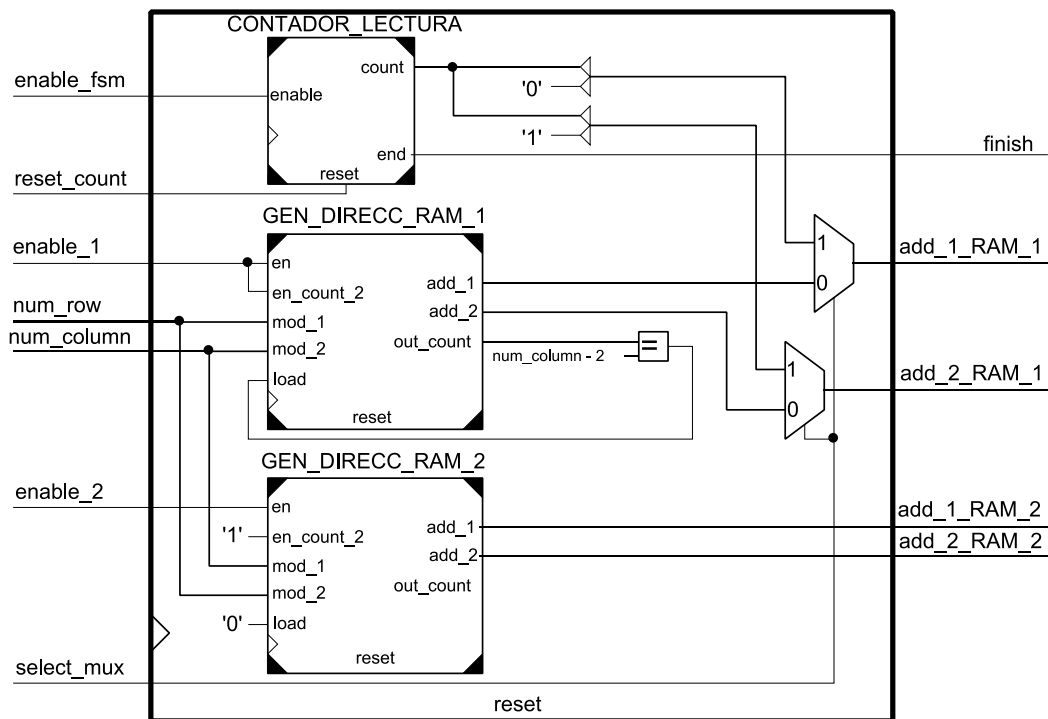 CONTADOR_LECTURA
enable_fsm
enable
count
'0'
'1'
end
finish
reset
reset_count
GEN_DIRECC_RAM_1
enable_1
en
en_count_2
add_1
1
0
add_1_RAM_1
num_row
mod_1
add_2
num_column
mod_2
out_count
num_column - 2
=
load
1
0
add_2_RAM_1
reset
GEN_DIRECC_RAM_2
enable_2
en
'1'
en_count_2
add_1
add_1_RAM_2
mod_1
add_2
add_2_RAM_2
mod_2
out_count
'0'
load
reset
select_mux
reset